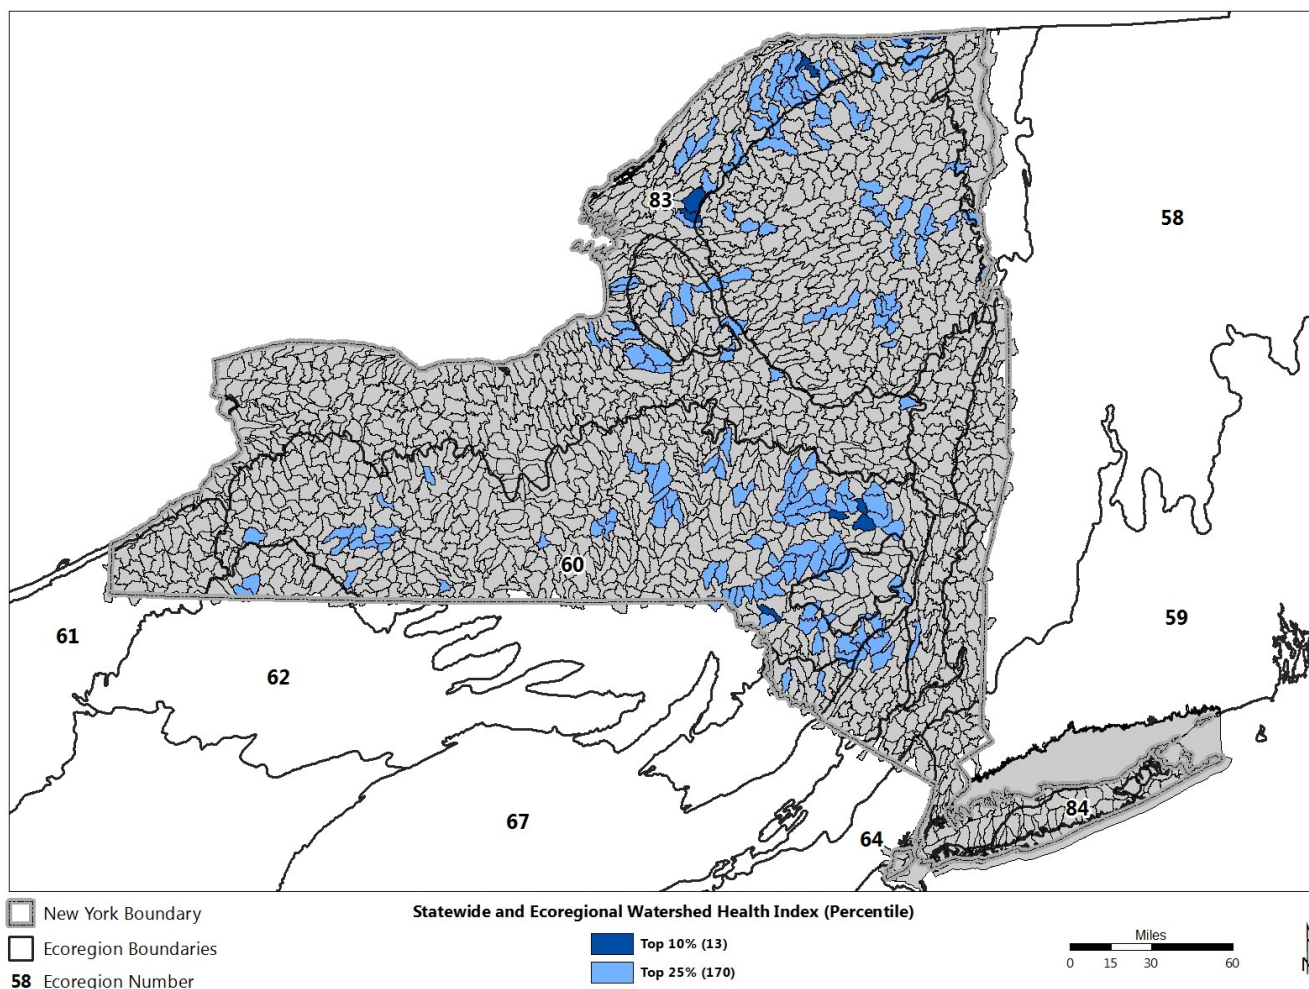 83
58
60
61
59
62
84
67
64
New York Boundary
Ecoregion Boundaries
58 Ecoregion Number
Statewide and Ecoregional Watershed Health Index (Percentile)
Top 10% (13)
Top 25% (170)
Miles
0 15 30 60
N